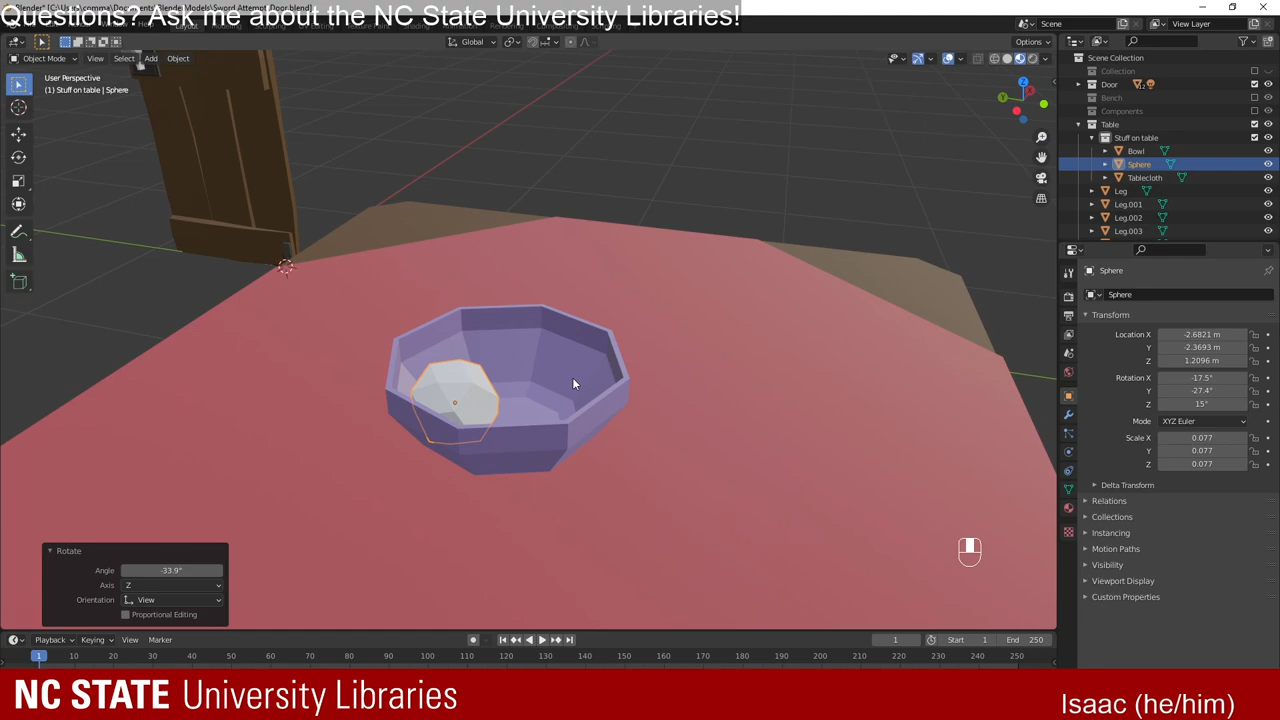 Questions? Ask me about the NC State University Libraries!
Global
Options
Scene
View Layer
Object Mode
View
Select
Add
Object
User Perspective
(1) Stuff on table | Sphere
Z
Y
X
Scene Collection
Collection
Door
12
Bench
Components
Table
Stuff on table
Bowl
Sphere
Tablecloth
Leg
Leg.001
Leg.002
Leg.003
Sphere
Sphere
Transform
Location X -2.6821 m
Y -2.3693 m
Z 1.2096 m
Rotation X -17.5°
Y -27.4°
Z 15°
Mode XYZ Euler
Scale X 0.077
Y 0.077
Z 0.077
Delta Transform
Relations
Collections
Instancing
Motion Paths
Visibility
Viewport Display
Custom Properties
Rotate
Angle -33.9°
Axis Z
Orientation View
Proportional Editing
Playback
Keying
View
Marker
1
Start 1
End 250
1 10 20 30 40 50 60 70 80 90 100 110 120 130 140 150 160 170 180 190 200 210 220 230 240 250
NC STATE University Libraries
Isaac (he/him)